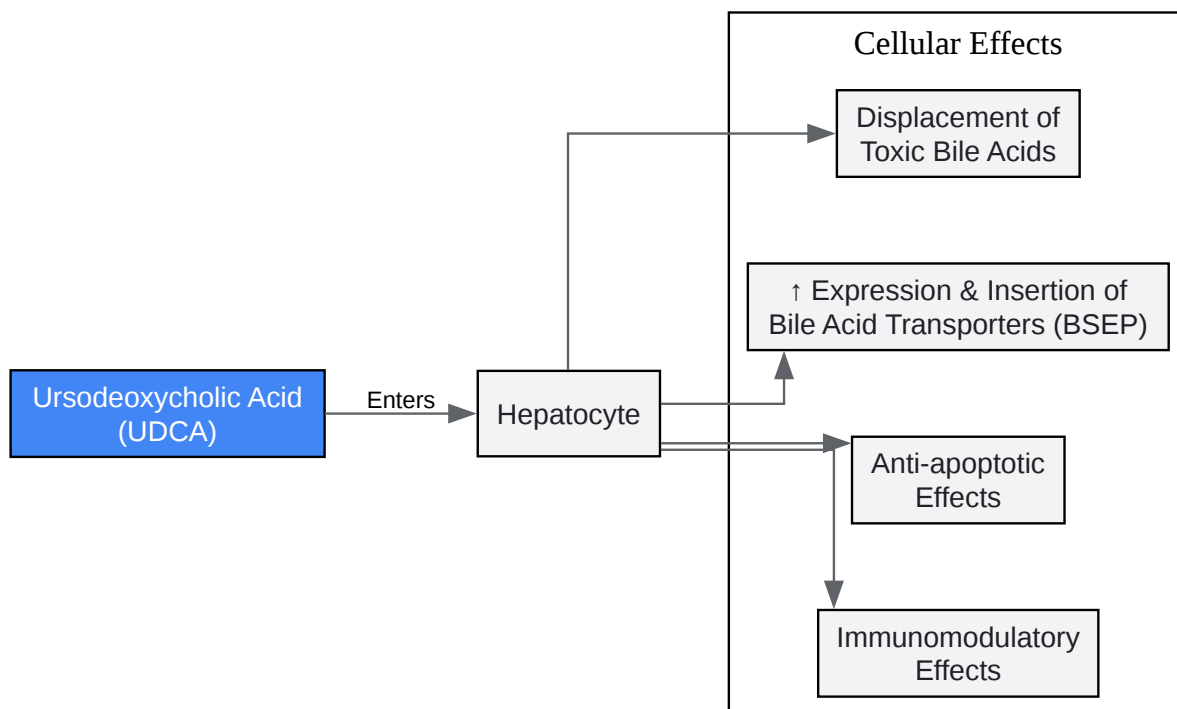 Cellular Effects
Displacement of
Toxic Bile Acids
↑ Expression & Insertion of
Bile Acid Transporters (BSEP)
Ursodeoxycholic Acid
(UDCA)
Enters
Hepatocyte
Anti-apoptotic
Effects
Immunomodulatory
Effects